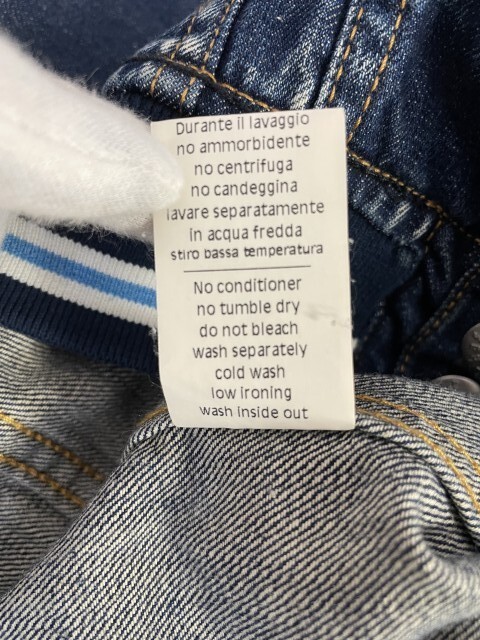 Durante il lavaggio
no ammorbidente
no centrifuga
no candeggina
lavare separatamente
in acqua fredda
stiro bassa temperatura
No conditioner
no tumble dry
do not bleach
wash separately
cold wash
low ironing
wash inside out